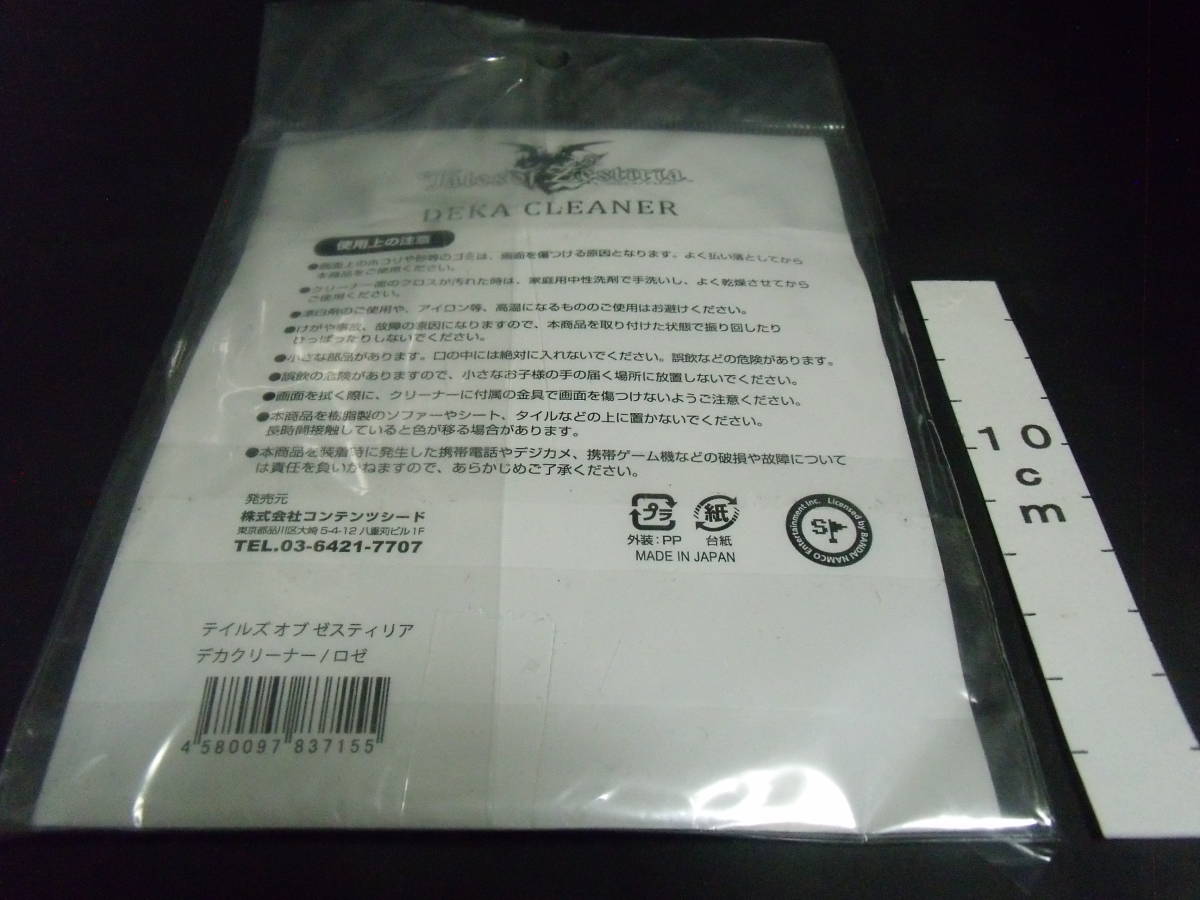 Tales of Zestiria
DEKA CLEANER
使用上の注意
●画面上のホコリや砂等のゴミは、画面を傷つける原因となります。よく払い落としてから
本商品をご使用ください。
●クリーナー面のクロスが汚れた時は、家庭用中性洗剤で手洗いし、よく乾燥させてから
ご使用ください。
●漂白剤のご使用や、アイロン等、高温になるもののご使用はお避けください。
●けがや事故、故障の原因になりますので、本商品を取り付けた状態で振り回したり
ひっぱったりしないでください。
●小さな部品があります。口の中には絶対に入れないでください。誤飲などの危険があります。
●誤飲の危険がありますので、小さなお子様の手の届く場所に放置しないでください。
●画面を拭く際に、クリーナーに付属の金具で画面を傷つけないようご注意ください。
●本商品を樹脂製のソファーやシート、タイルなどの上に置かないでください。
長時間接触していると色が移る場合があります。
●本商品を装着時に発生した携帯電話やデジカメ、携帯ゲーム機などの破損や故障について
は責任を負いかねますので、あらかじめご了承ください。
発売元
株式会社コンテンツシード
東京都品川区大崎 5-4-12 八重苅ビル 1F
TEL.03-6421-7707
プラ
紙
外装:PP 台紙
MADE IN JAPAN
Licensed by BANDAI NAMCO Entertainment Inc.
テイルズ オブ ゼスティリア
デカクリーナー / ロゼ
4 580097 837155
10
cm